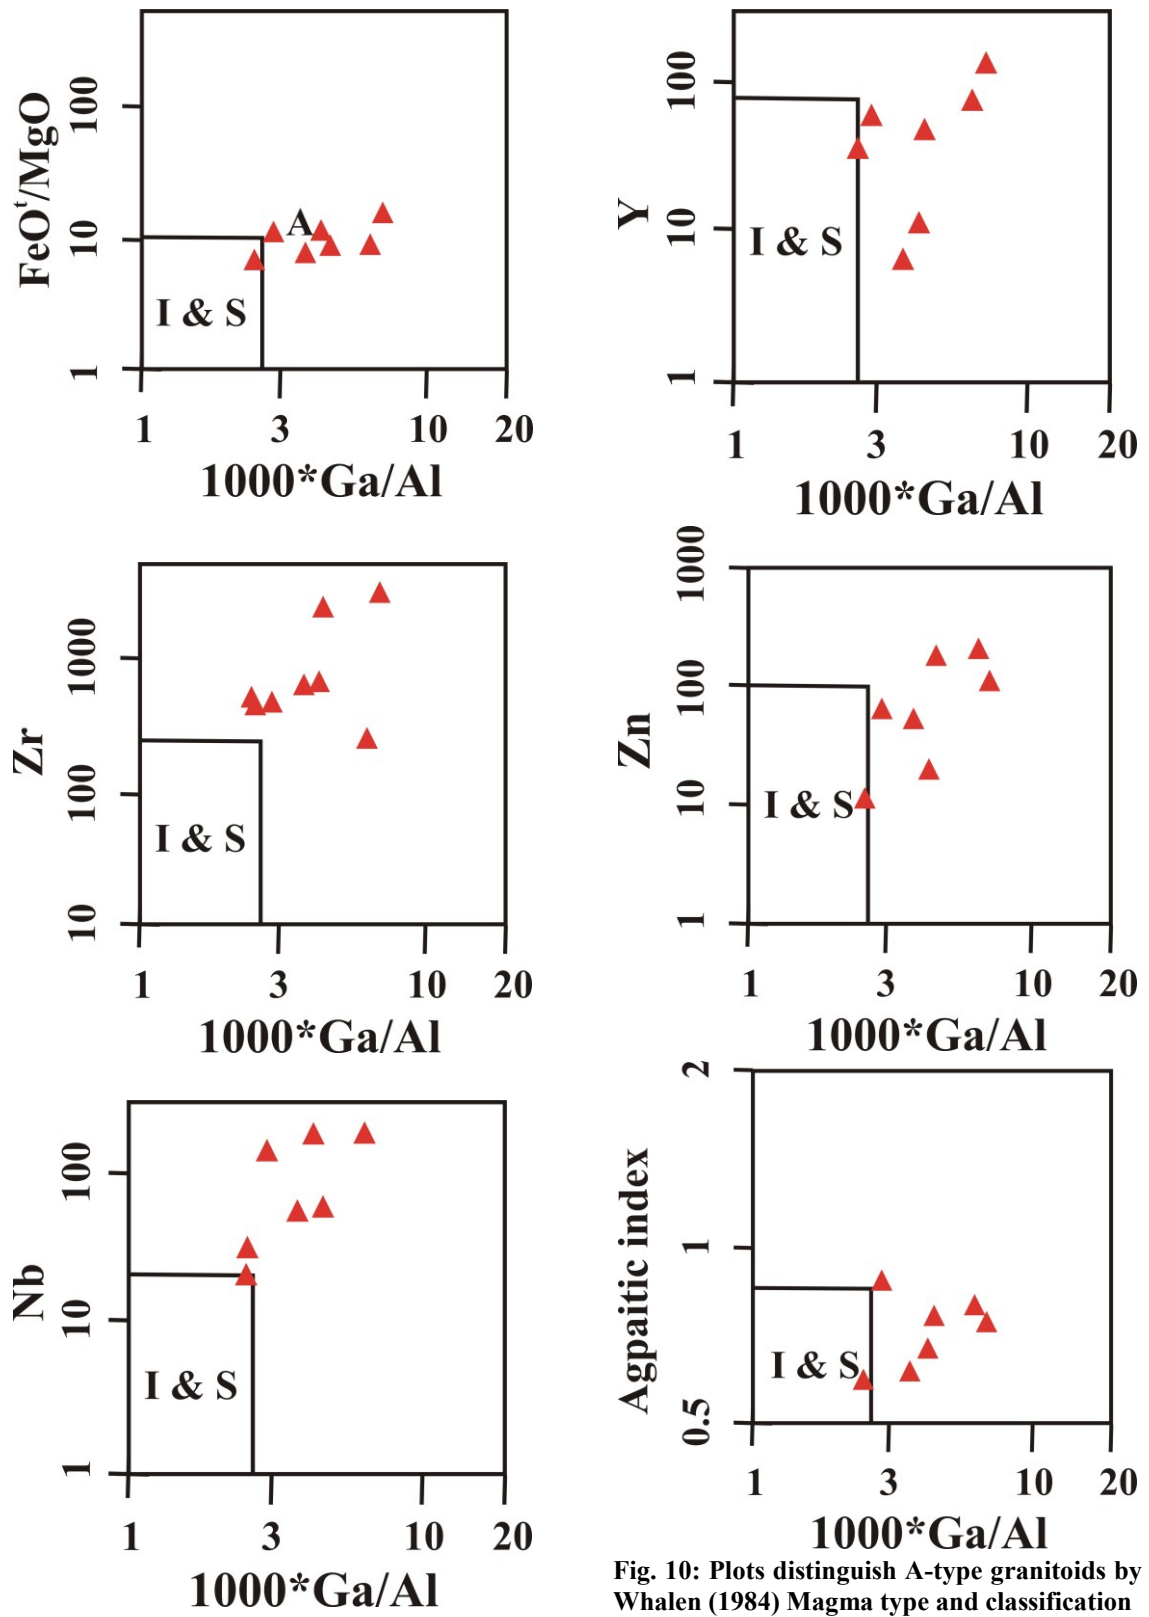 FeOᵗ/MgO
100
10
1
A
I & S
1 3 10 20
1000*Ga/Al
Y
100
10
1
I & S
1 3 10 20
1000*Ga/Al
Zr
1000
100
10
I & S
1 3 10 20
1000*Ga/Al
Zn
1000
100
10
1
I & S
1 3 10 20
1000*Ga/Al
Nb
100
10
1
I & S
1 3 10 20
1000*Ga/Al
Agpaitic index
2
1
0.5
I & S
1 3 10 20
1000*Ga/Al
Fig. 10: Plots distinguish A-type granitoids by
Whalen (1984) Magma type and classification